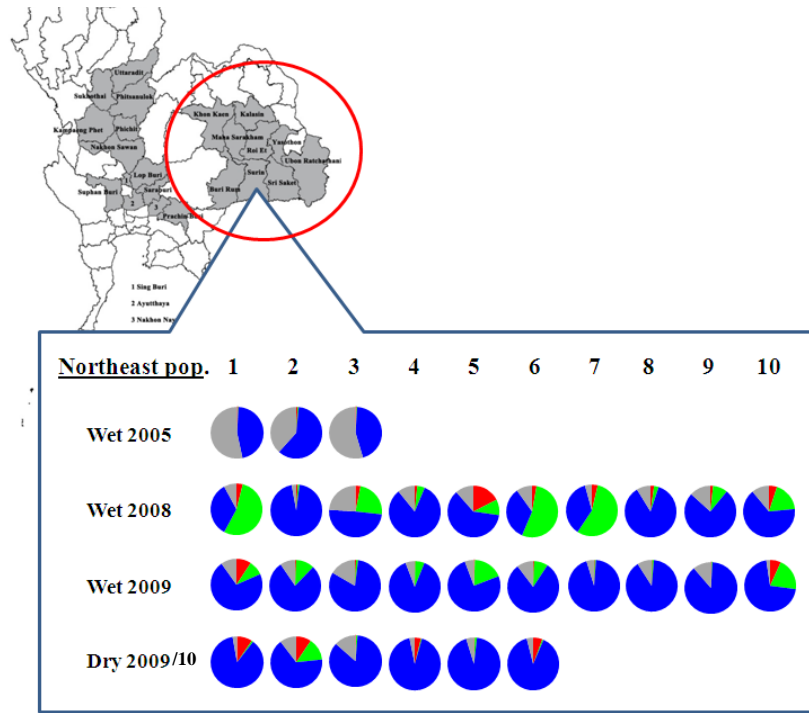 Uttaradit
Sukhothai
Phitsanulok
Kampaeng Phet
Phichit
Nakhon Sawan
Lop Buri
1
Suphan Buri
Saraburi
2
3
Prachin Buri
Khon Kaen
Kalasin
Maha Sarakham
Roi Et
Yasothon
Ubon Ratchathani
Surin
Buri Ram
Sri Saket
1 Sing Buri
2 Ayutthaya
3 Nakhon Nay
Northeast pop. 1 2 3 4 5 6 7 8 9 10
Wet 2005
Wet 2008
Wet 2009
Dry 2009/10